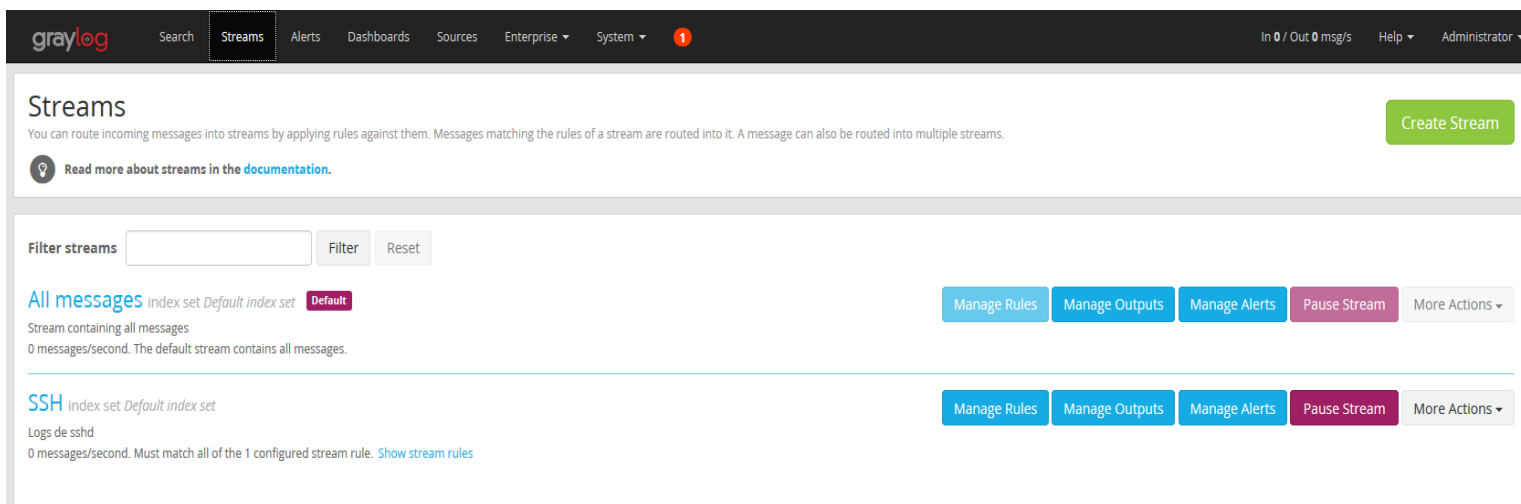 graylog Search Streams Alerts Dashboards Sources Enterprise System 1 In 0 / Out 0 msg/s Help Administrator
Streams
You can route incoming messages into streams by applying rules against them. Messages matching the rules of a stream are routed into it. A message can also be routed into multiple streams.
Create Stream
Read more about streams in the documentation.
Filter streams Filter Reset
All messages index set Default index set Default
Manage Rules Manage Outputs Manage Alerts Pause Stream More Actions
Stream containing all messages
0 messages/second. The default stream contains all messages.
SSH index set Default index set
Manage Rules Manage Outputs Manage Alerts Pause Stream More Actions
Logs de sshd
0 messages/second. Must match all of the 1 configured stream rule. Show stream rules